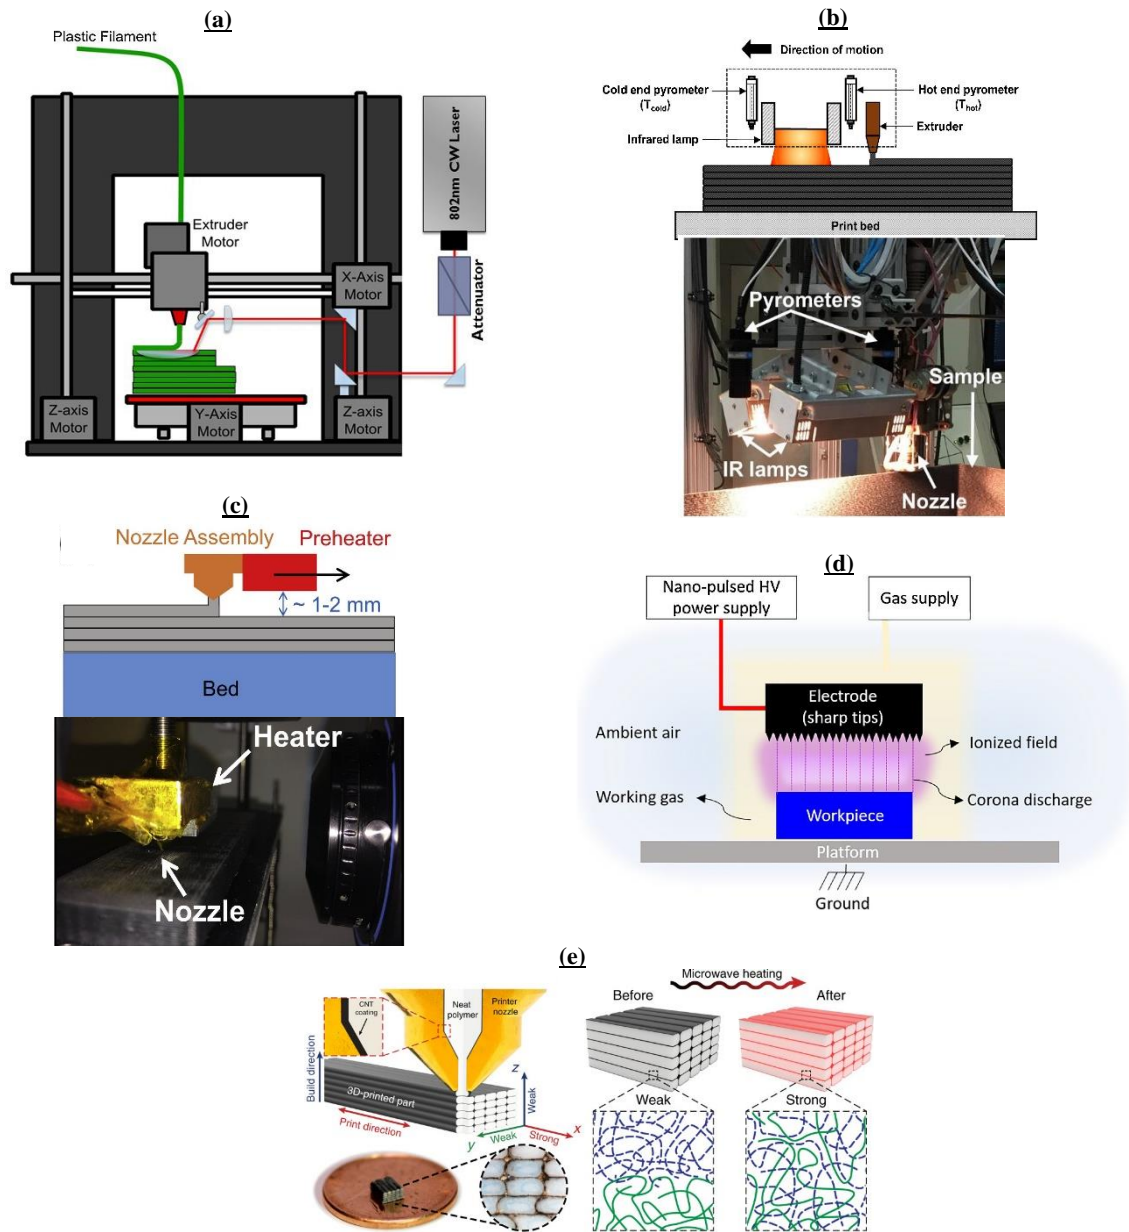 (a)
Plastic Filament
802nm CW Laser
Extruder
Motor
X-Axis
Motor
Attenuator
Z-axis
Motor
Y-Axis
Motor
Z-axis
Motor
(b)
Direction of motion
Cold end pyrometer
(Tcold)
Hot end pyrometer
(Thot)
Infrared lamp
Extruder
Print bed
Pyrometers
Sample
IR lamps
Nozzle
(c)
Nozzle Assembly
Preheater
~ 1-2 mm
Bed
Heater
Nozzle
(d)
Nano-pulsed HV
power supply
Gas supply
Electrode
(sharp tips)
Ambient air
Ionized field
Working gas
Corona discharge
Workpiece
Platform
Ground
(e)
Microwave heating
CNT
coating
Neat
polymer
Printer
nozzle
Before
After
Build direction
3D-printed part
Print direction
z
Weak
y
Weak
Strong
x
Weak
Strong